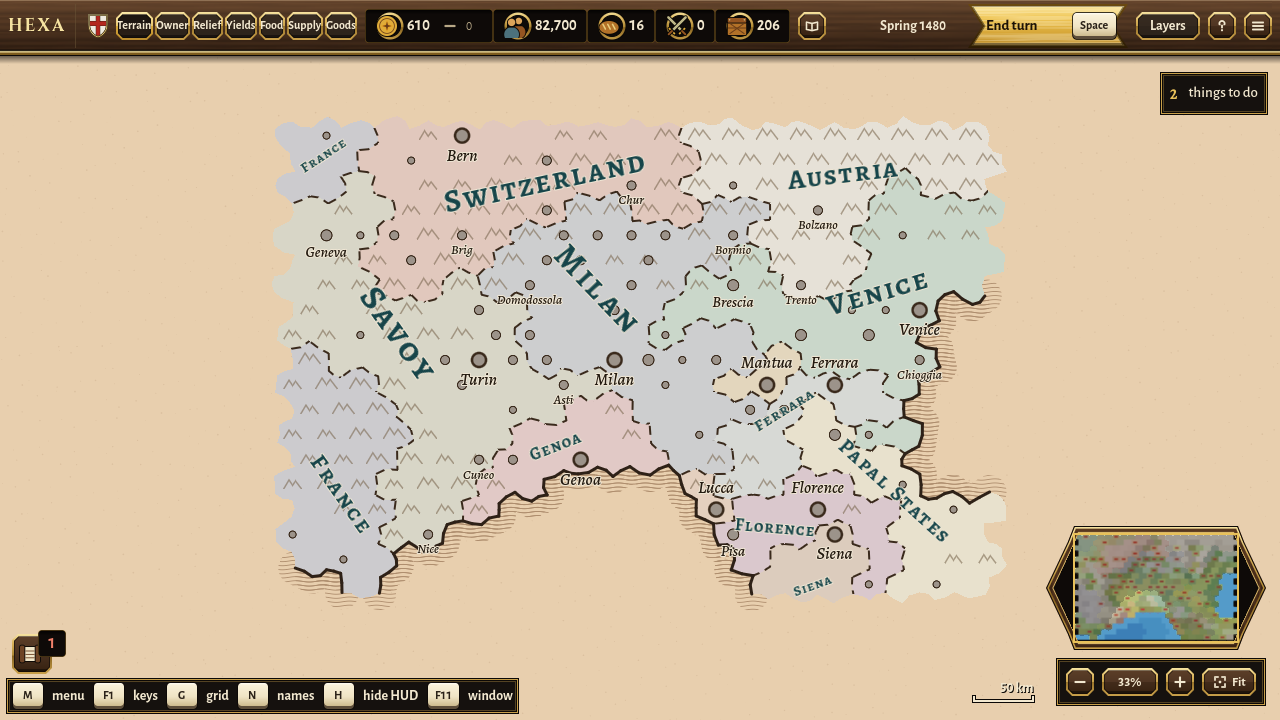 HEXA
Terrain Owner Relief Yields Food Supply Goods
610 — 0
82,700
16
0
206
Spring 1480
End turn Space
Layers ?
2 things to do
France
Bern
Switzerland
Austria
Chur
Bolzano
Geneva
Brig
Bormio
Milan
Domodossola
Brescia
Trento
Venice
Savoy
Venice
Turin
Milan
Mantua
Ferrara
Chioggia
Asti
Ferrara
Genoa
Papal States
Cuneo
Genoa
Lucca
Florence
France
Florence
Nice
Pisa
Siena
Siena
1
M menu F1 keys G grid N names H hide HUD F11 window
50 km
33% Fit